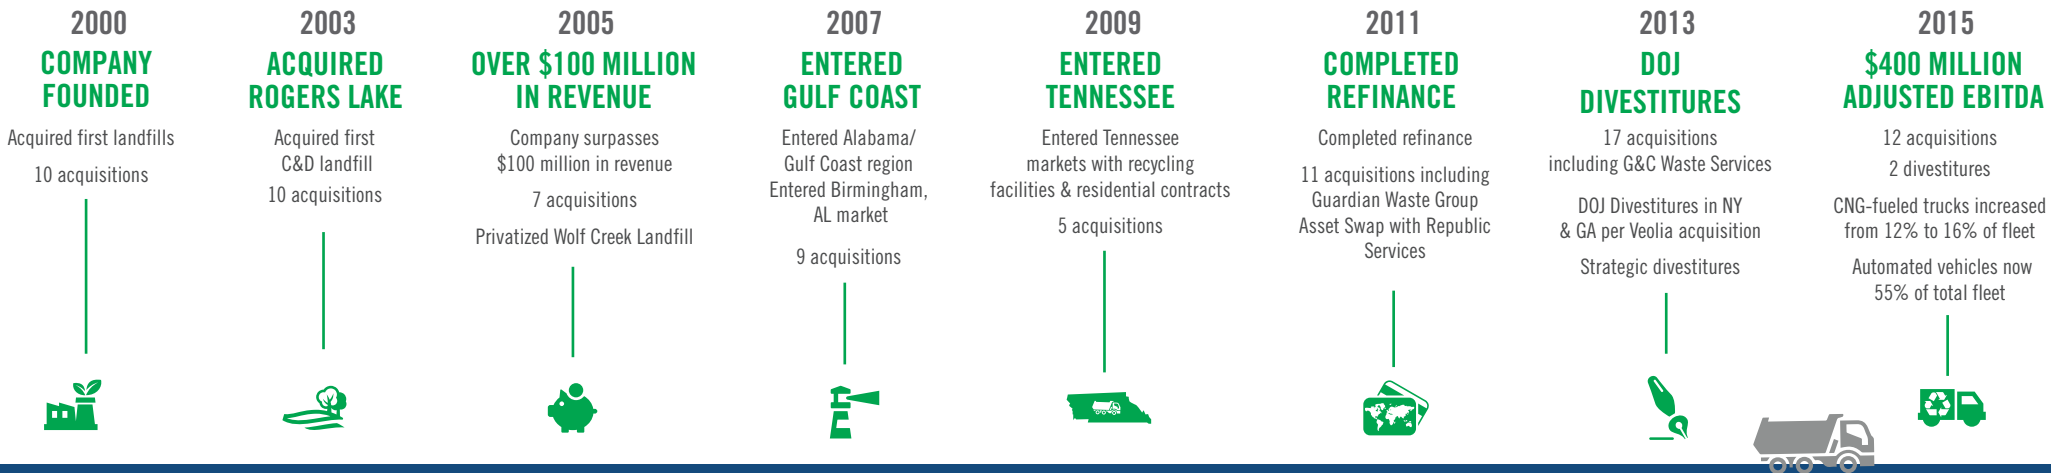 2000
COMPANY
FOUNDED
Acquired first landfills
10 acquisitions
2003
ACQUIRED
ROGERS LAKE
Acquired first
C&D landfill
10 acquisitions
2005
OVER $100 MILLION
IN REVENUE
Company surpasses
$100 million in revenue
7 acquisitions
Privatized Wolf Creek Landfill
2007
ENTERED
GULF COAST
Entered Alabama/
Gulf Coast region
Entered Birmingham,
AL market
9 acquisitions
2009
ENTERED
TENNESSEE
Entered Tennessee
markets with recycling
facilities & residential contracts
5 acquisitions
2011
COMPLETED
REFINANCE
Completed refinance
11 acquisitions including
Guardian Waste Group
Asset Swap with Republic
Services
2013
DOJ
DIVESTITURES
17 acquisitions
including G&C Waste Services
DOJ Divestitures in NY
& GA per Veolia acquisition
Strategic divestitures
2015
$400 MILLION
ADJUSTED EBITDA
12 acquisitions
2 divestitures
CNG-fueled trucks increased
from 12% to 16% of fleet
Automated vehicles now
55% of total fleet